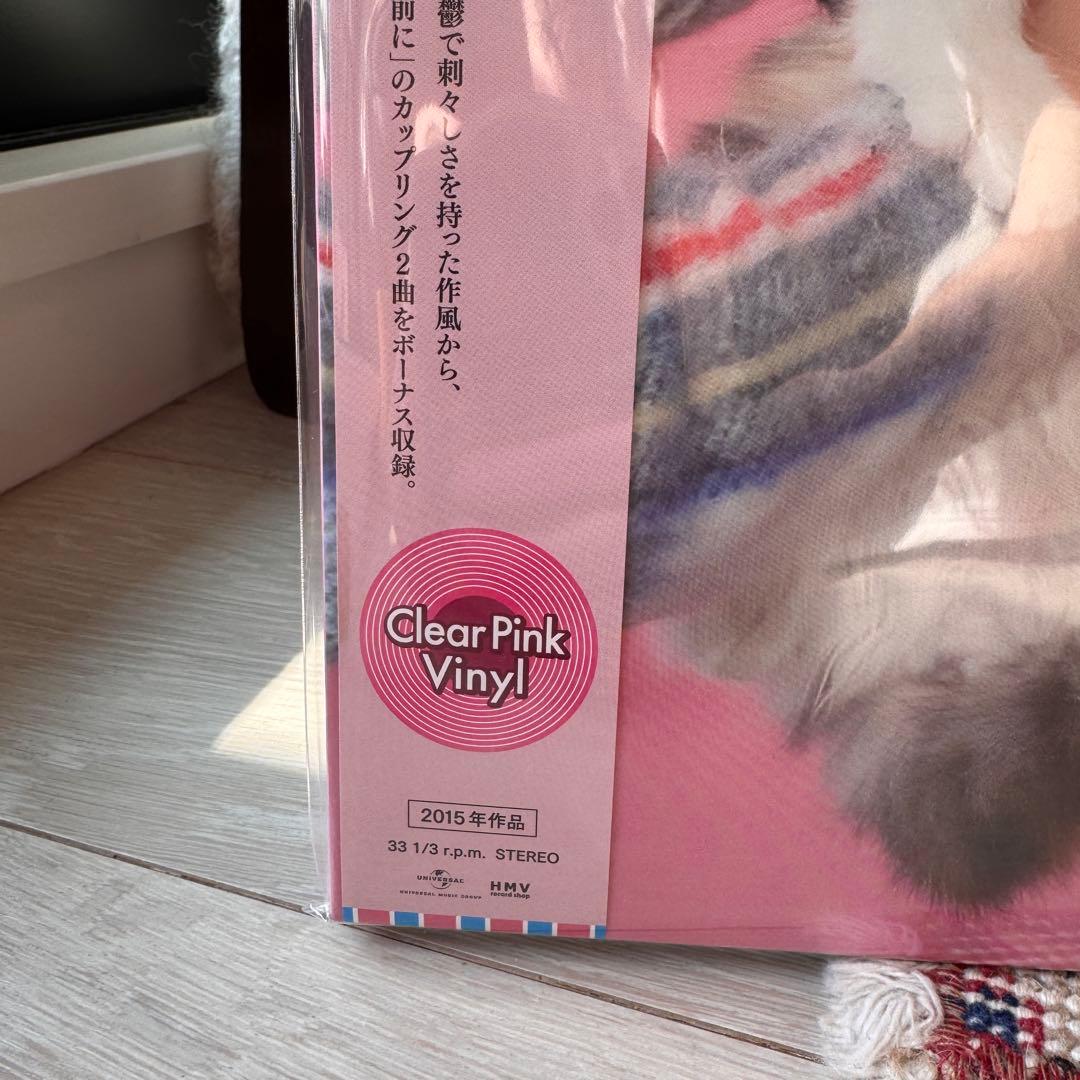 鬱で刺々しさを持った作風から、
前に」のカップリング2曲をボーナス収録。
Clear Pink
Vinyl
2015年作品
33 1/3 r.p.m. STEREO
UNIVERSAL
UNIVERSAL MUSIC GROUP
HMV
record shop